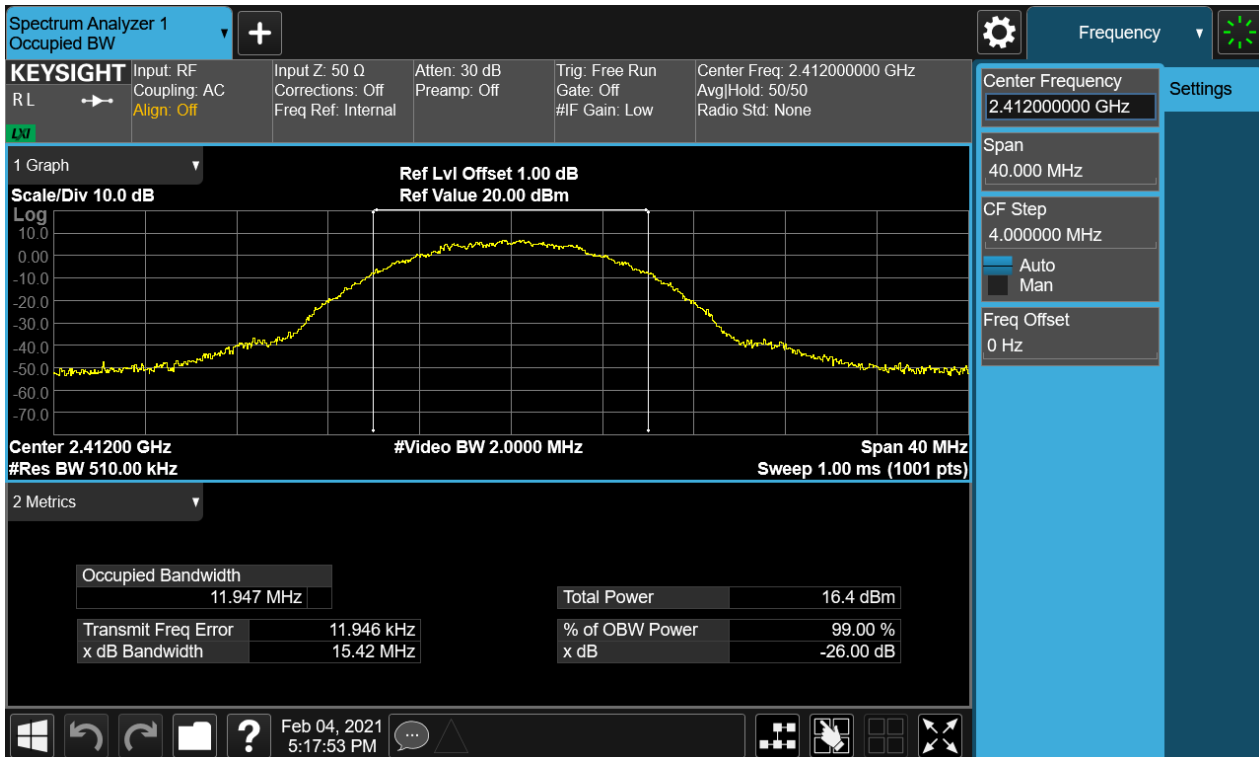 Spectrum Analyzer 1
Occupied BW
+
Frequency
KEYSIGHT
R L
LXI
Input: RF
Coupling: AC
Align: Off
Input Z: 50 Ω
Corrections: Off
Freq Ref: Internal
Atten: 30 dB
Preamp: Off
Trig: Free Run
Gate: Off
#IF Gain: Low
Center Freq: 2.412000000 GHz
Avg|Hold: 50/50
Radio Std: None
Center Frequency
2.412000000 GHz
Settings
Span
40.000 MHz
CF Step
4.000000 MHz
Auto
Man
Freq Offset
0 Hz
1 Graph
Scale/Div 10.0 dB
Ref Lvl Offset 1.00 dB
Ref Value 20.00 dBm
Log
10.0
0.00
-10.0
-20.0
-30.0
-40.0
-50.0
-60.0
-70.0
Center 2.41200 GHz
#Video BW 2.0000 MHz
Span 40 MHz
#Res BW 510.00 kHz
Sweep 1.00 ms (1001 pts)
2 Metrics
Occupied Bandwidth
11.947 MHz
Total Power 16.4 dBm
Transmit Freq Error 11.946 kHz
% of OBW Power 99.00 %
x dB Bandwidth 15.42 MHz
x dB -26.00 dB
?
Feb 04, 2021
5:17:53 PM